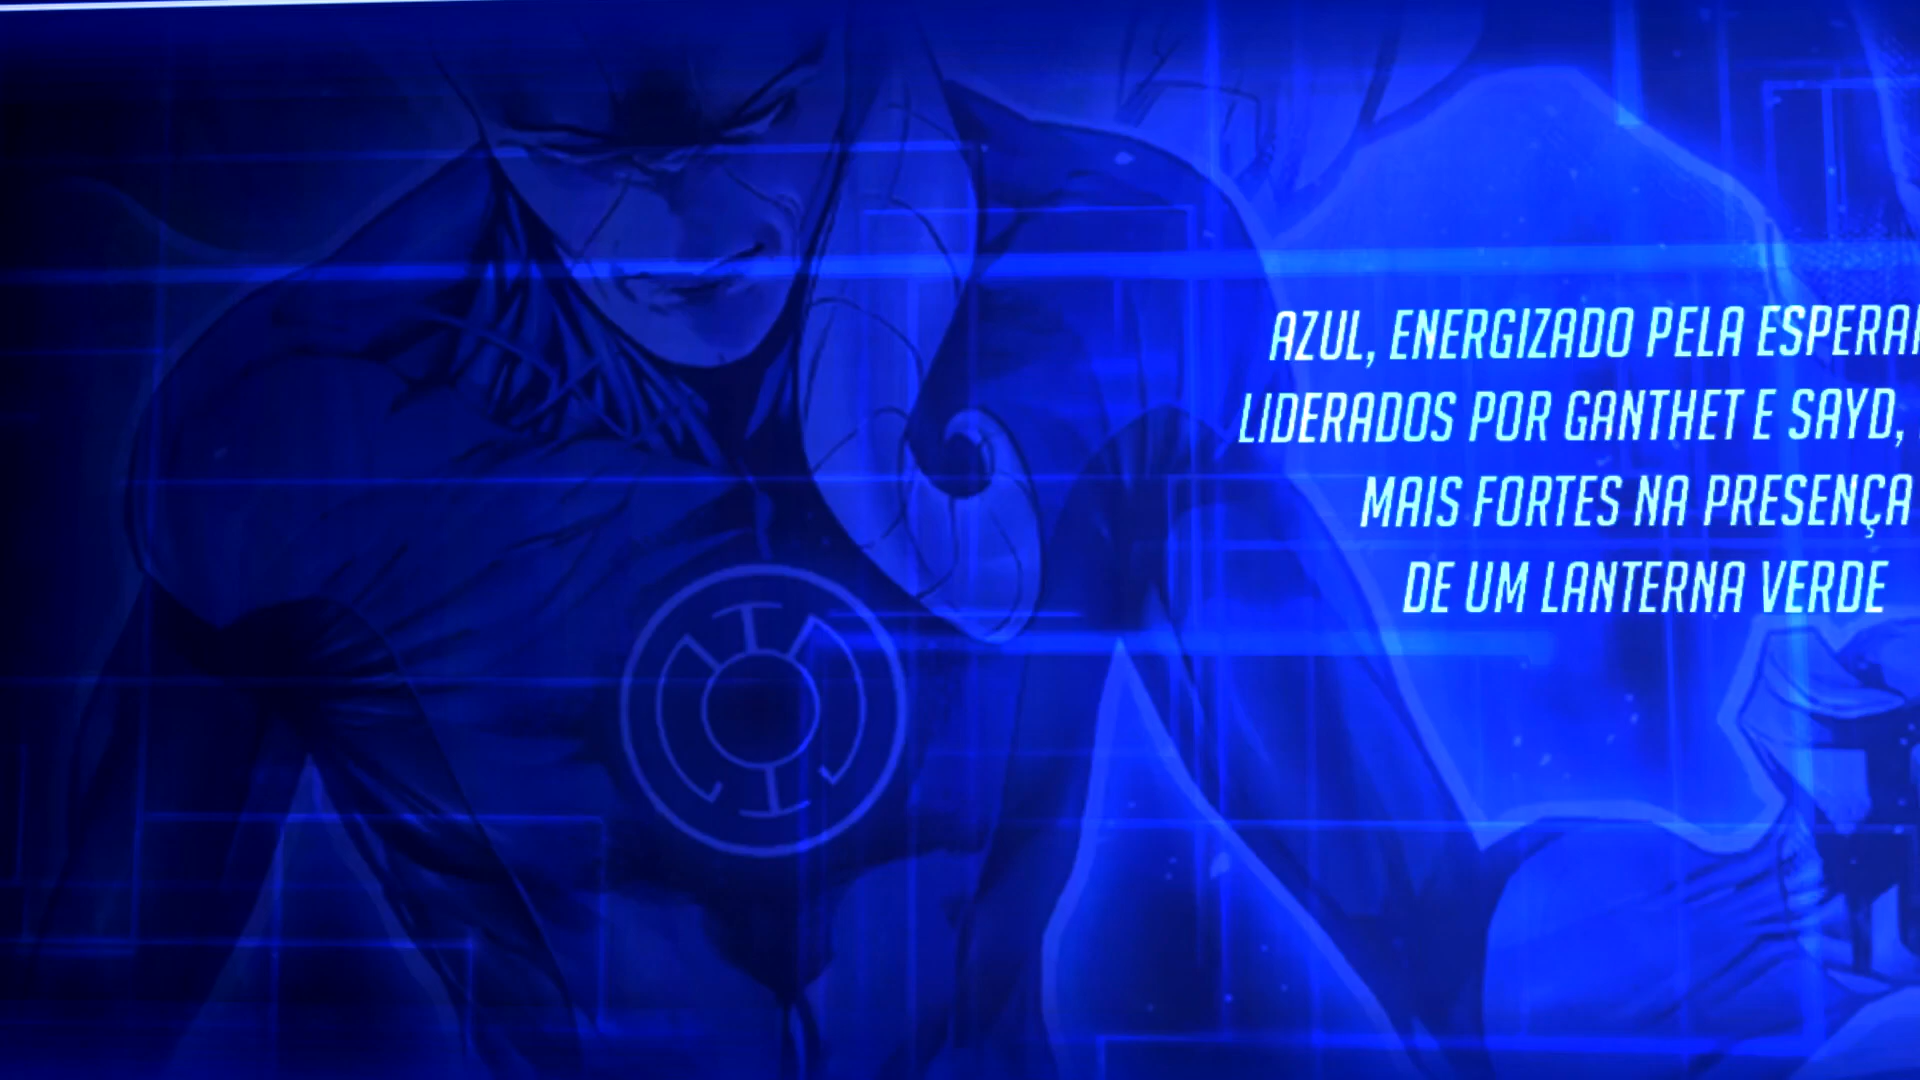 AZUL, ENERGIZADO PELA
LIDERADOS POR GANTHET E SAYD,
MAIS FORTES NA PRESENÇA
DE UM LANTERNA VERDE